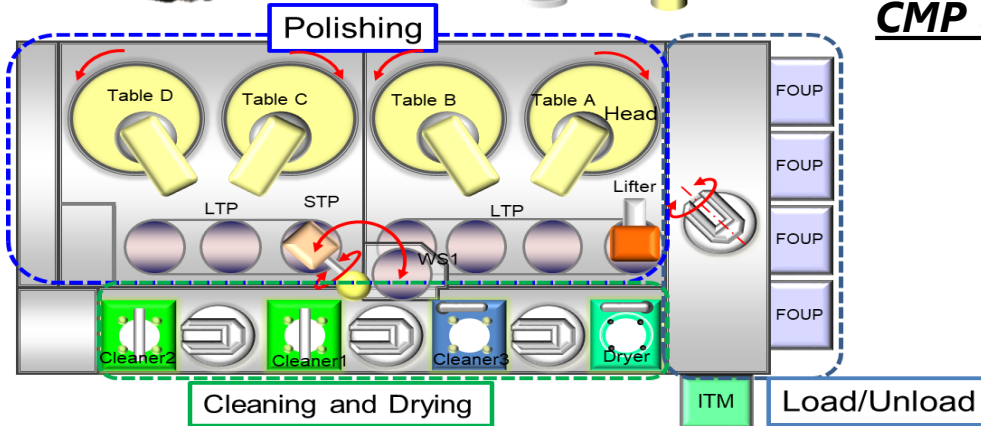 CMP
Polishing
Table D
Table C
Table B
Table A
Head
FOUP
FOUP
FOUP
FOUP
Lifter
LTP
STP
LTP
WS1
Cleaner2
Cleaner1
Cleaner3
Dryer
Cleaning and Drying
ITM
Load/Unload